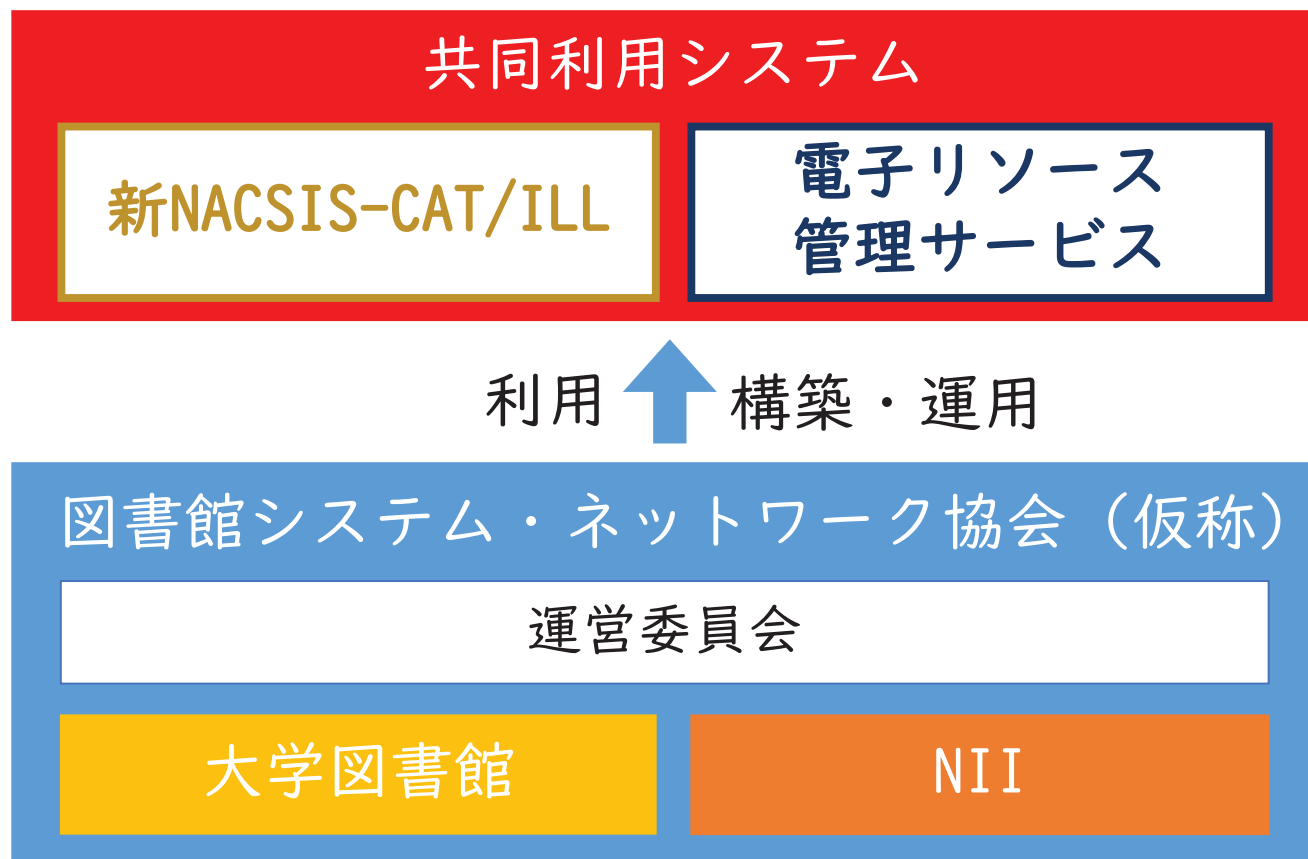 共同利用システム
新NACSIS-CAT/ILL
電子リソース
管理サービス
利用
構築・運用
図書館システム・ネットワーク協会（仮称）
運営委員会
大学図書館
NII